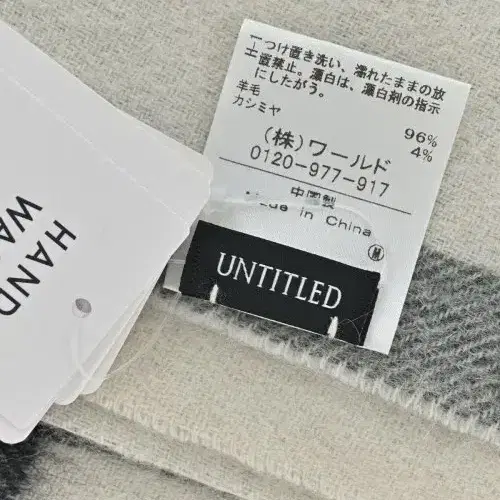 つけ置き洗い、濡れたままの放
置禁止。漂白は、漂白剤の指示
にしたがう。
羊毛 96%
カシミヤ 4%
(株)ワールド
0120-977-917
中国製
Made in China
M
UNTITLED
HAND
WA